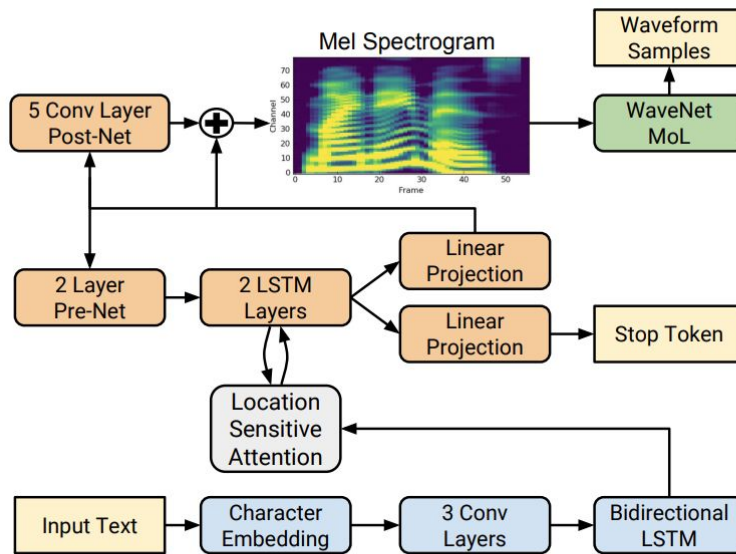 Mel Spectrogram
Waveform
Samples
5 Conv Layer
Post-Net
WaveNet
MoL
Channel
70
60
50
40
30
20
10
0
0
10
20
30
40
50
Frame
2 Layer
Pre-Net
2 LSTM
Layers
Linear
Projection
Linear
Projection
Stop Token
Location
Sensitive
Attention
Input Text
Character
Embedding
3 Conv
Layers
Bidirectional
LSTM